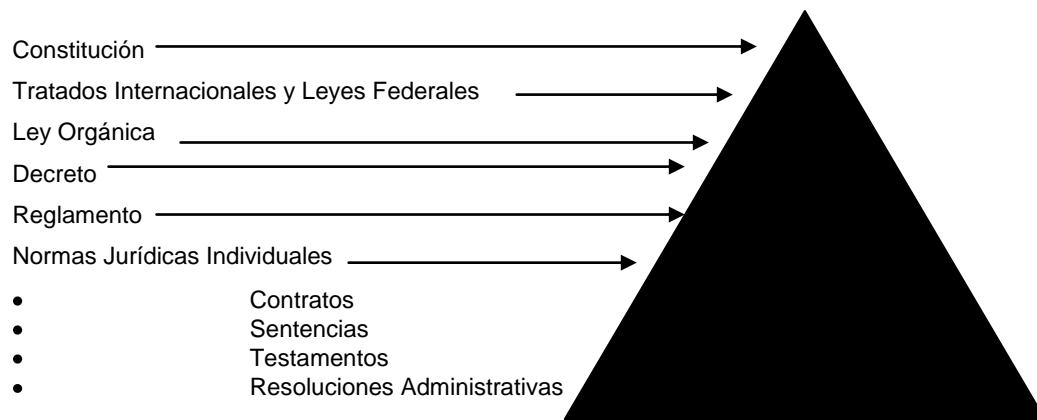 Constitución
Tratados Internacionales y Leyes Federales
Ley Orgánica
Decreto
Reglamento
Normas Jurídicas Individuales
• Contratos
• Sentencias
• Testamentos
• Resoluciones Administrativas